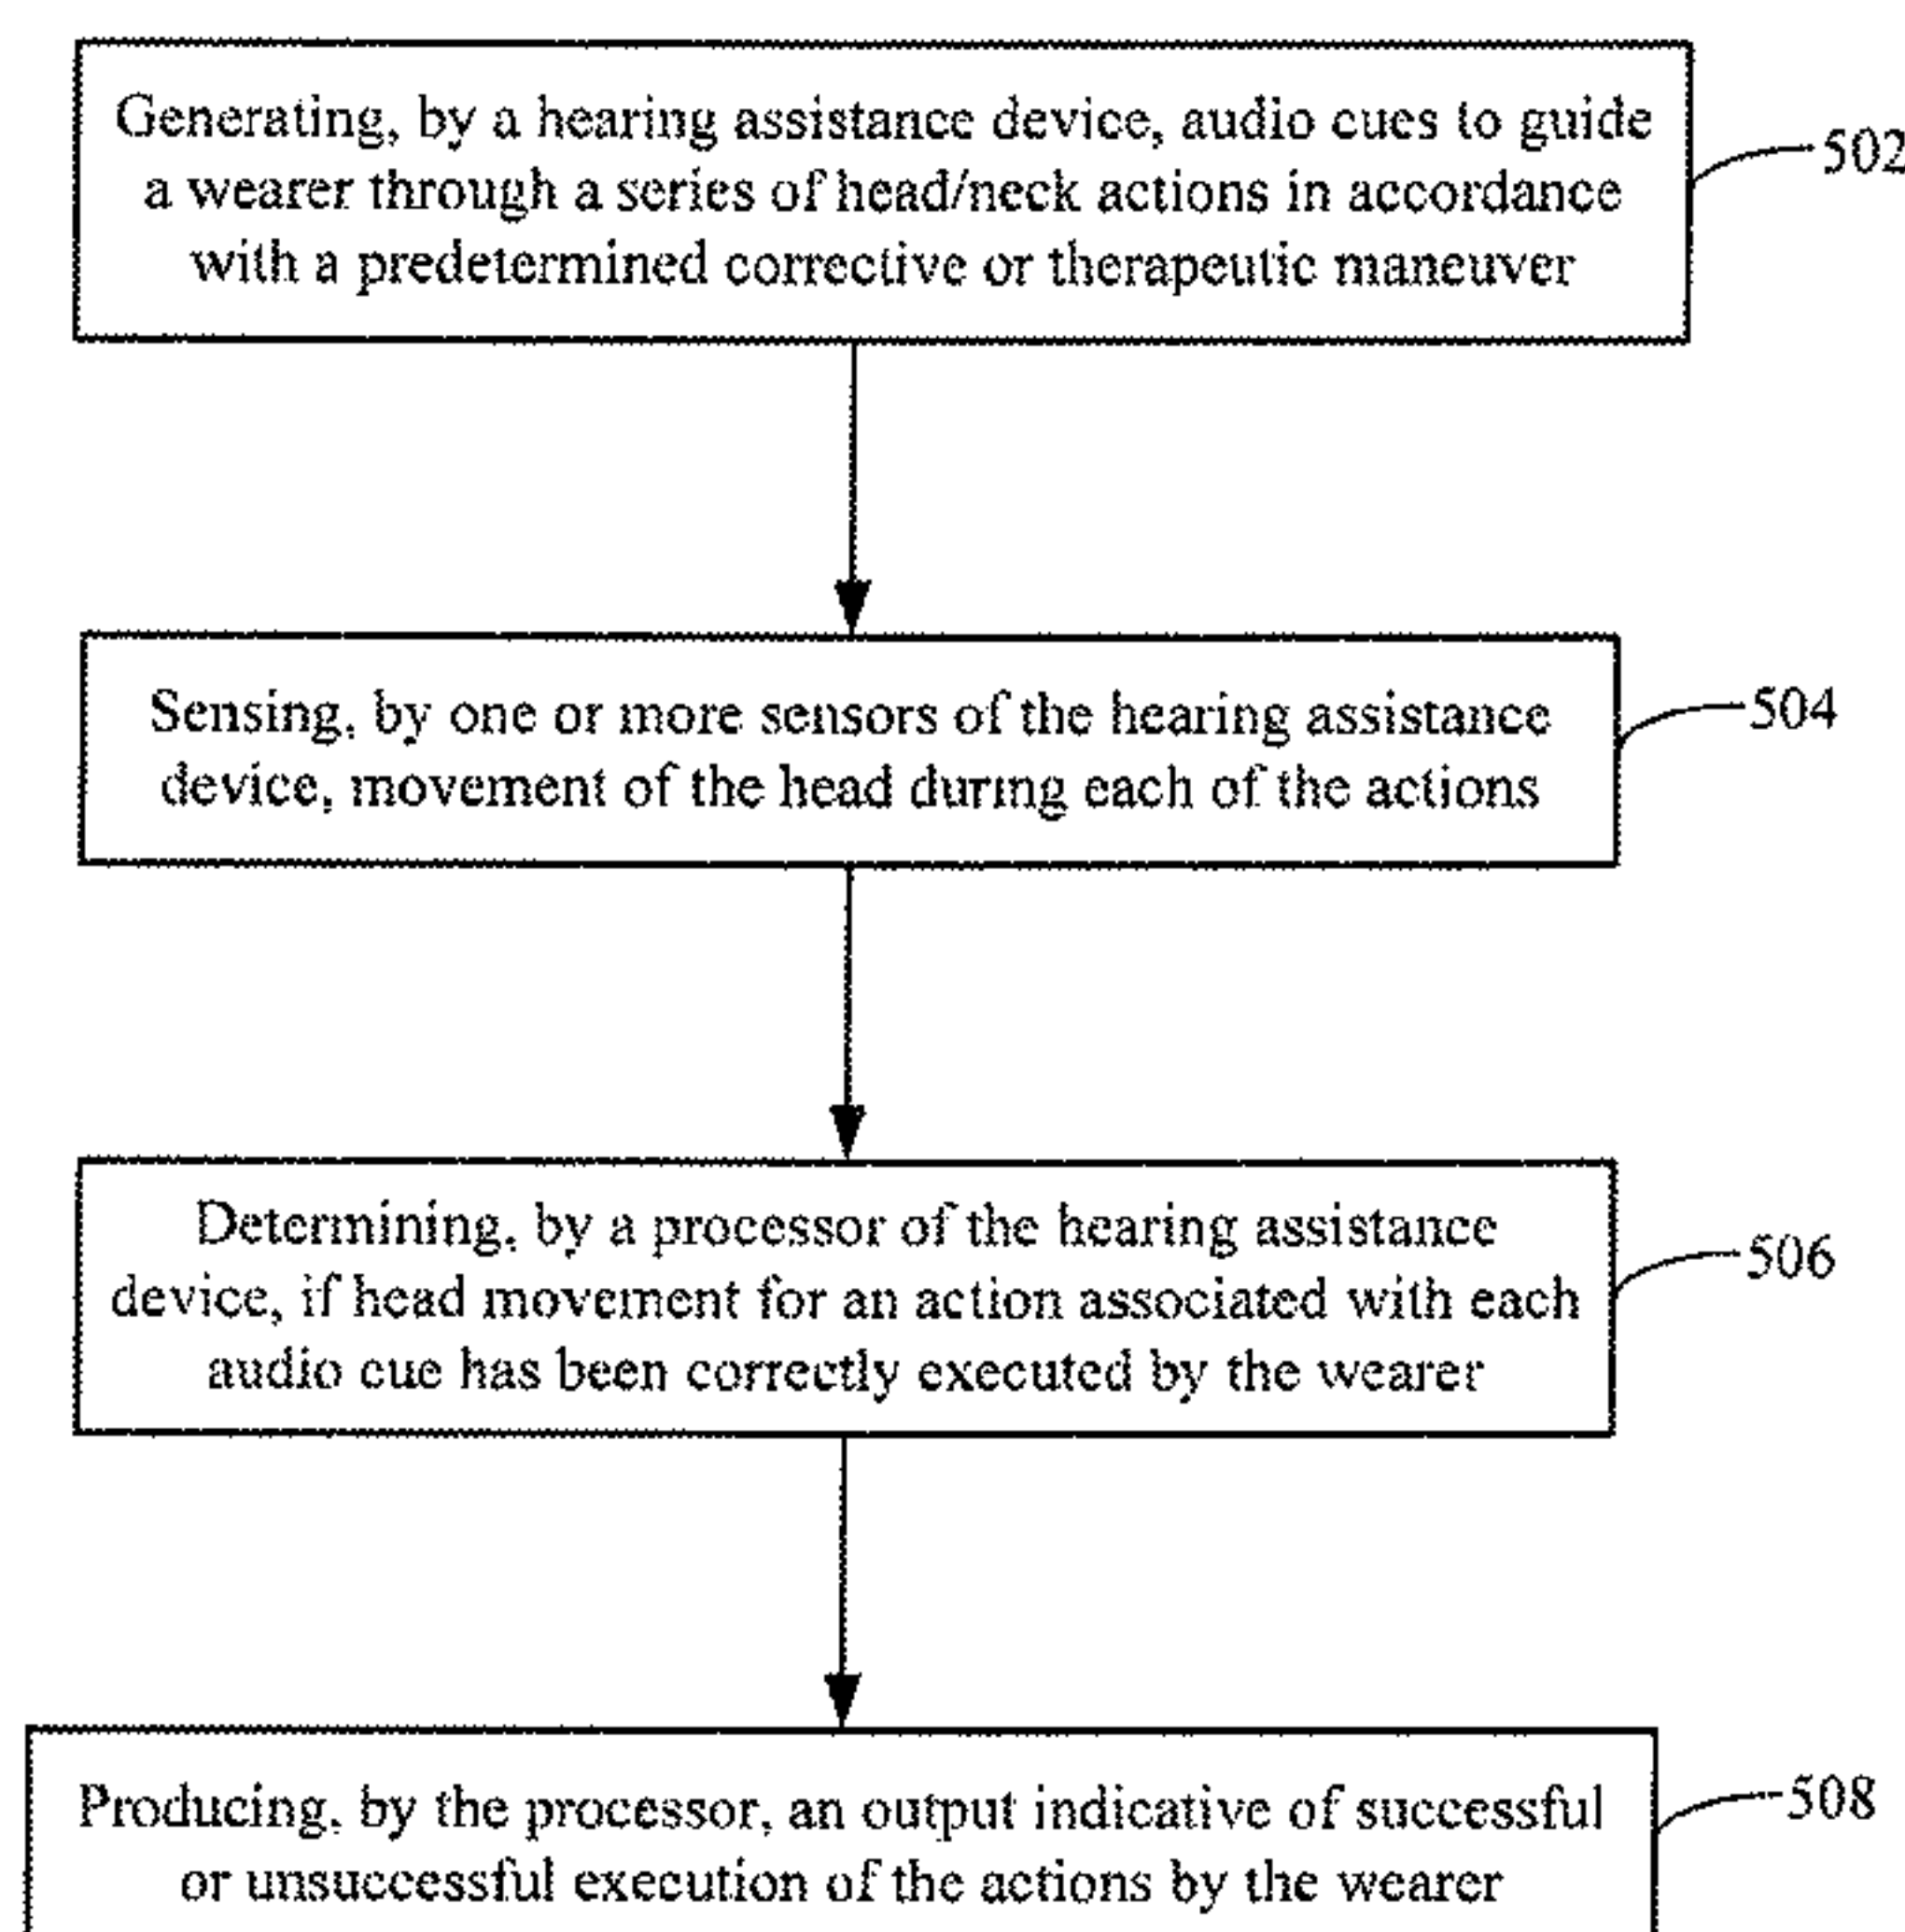 Generating, by a hearing assistance device, audio cues to guide
a wearer through a series of head/neck actions in accordance
with a predetermined corrective or therapeutic maneuver
502
Sensing, by one or more sensors of the hearing assistance
device, movement of the head during each of the actions
504
Determining, by a processor of the hearing assistance
device, if head movement for an action associated with each
audio cue has been correctly executed by the wearer
506
Producing, by the processor, an output indicative of successful
or unsuccessful execution of the actions by the wearer
508